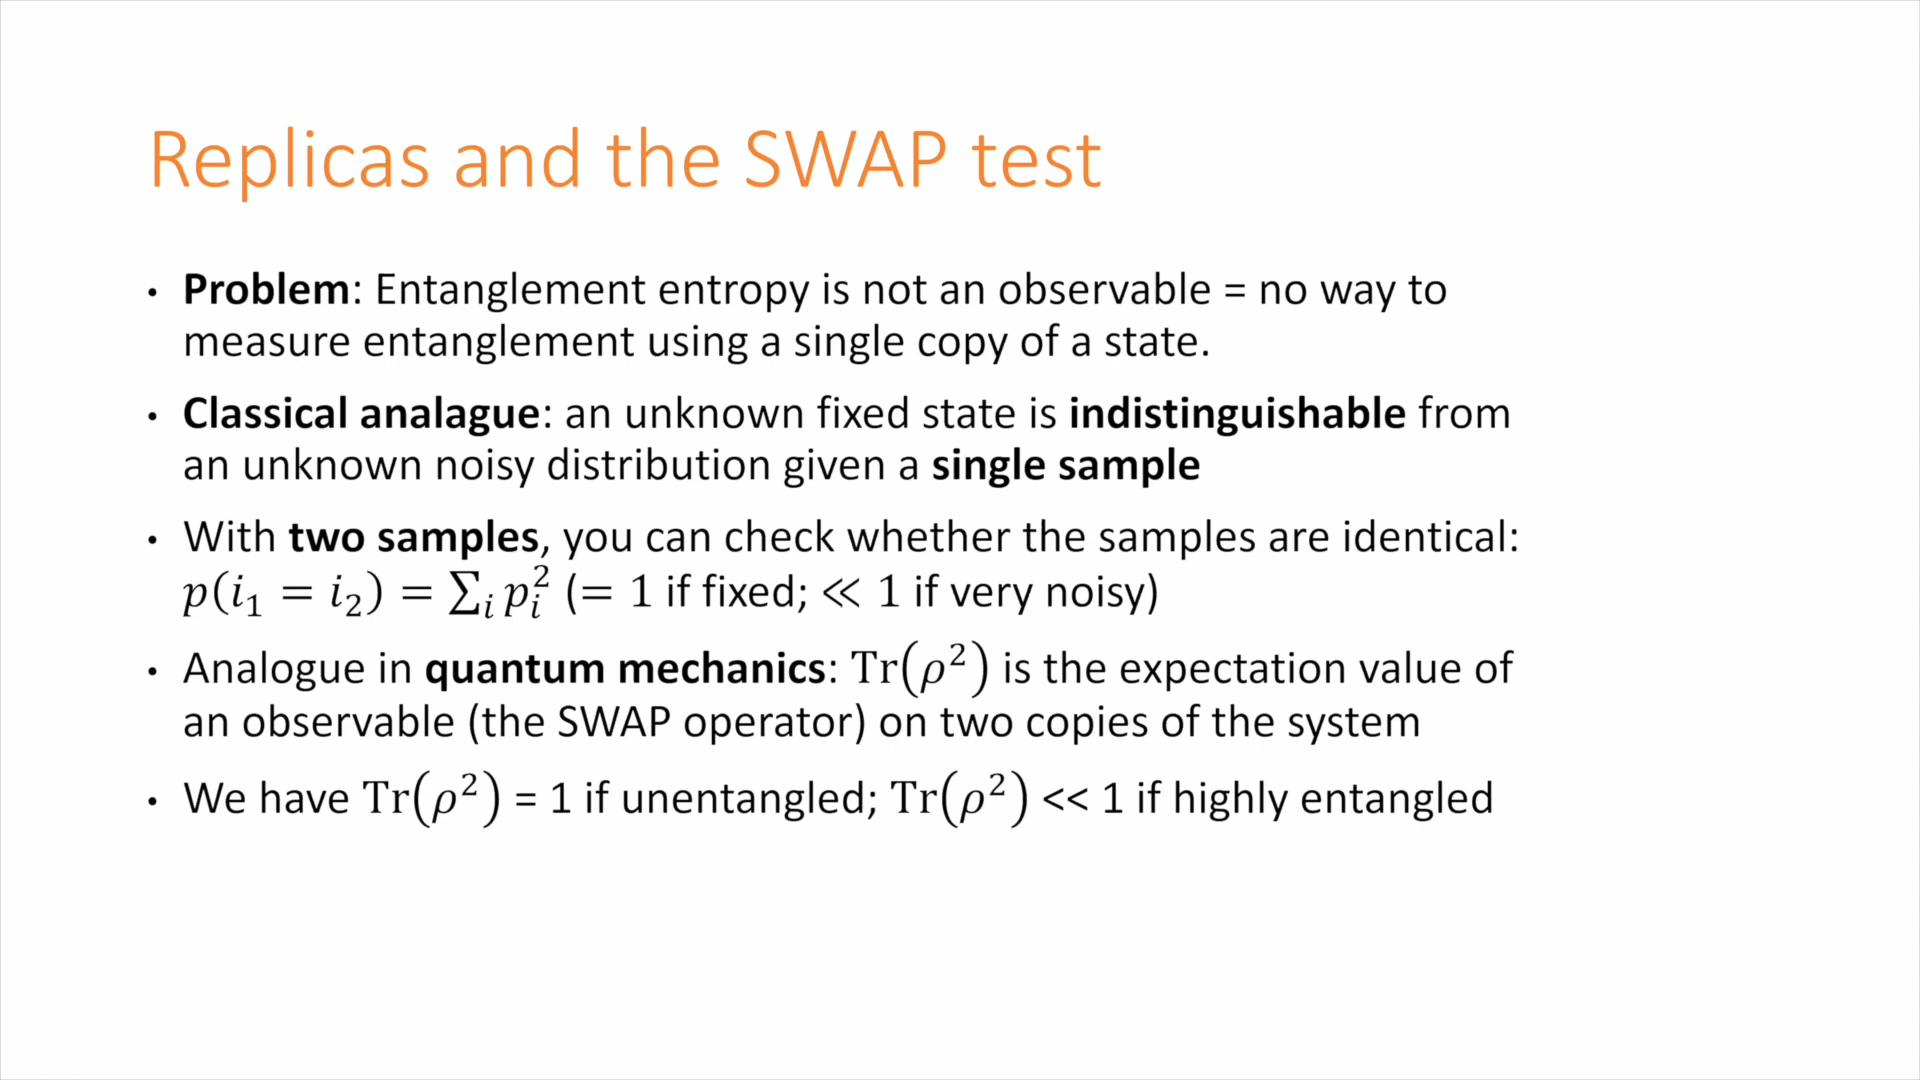 Replicas and the SWAP test
• Problem: Entanglement entropy is not an observable = no way to
measure entanglement using a single copy of a state.
• Classical analague: an unknown fixed state is indistinguishable from
an unknown noisy distribution given a single sample
• With two samples, you can check whether the samples are identical:
𝑝(𝑖₁ = 𝑖₂) = ∑ᵢ 𝑝ᵢ² (= 1 if fixed; ≪ 1 if very noisy)
• Analogue in quantum mechanics: Tr(𝜌²) is the expectation value of
an observable (the SWAP operator) on two copies of the system
• We have Tr(𝜌²) = 1 if unentangled; Tr(𝜌²) << 1 if highly entangled